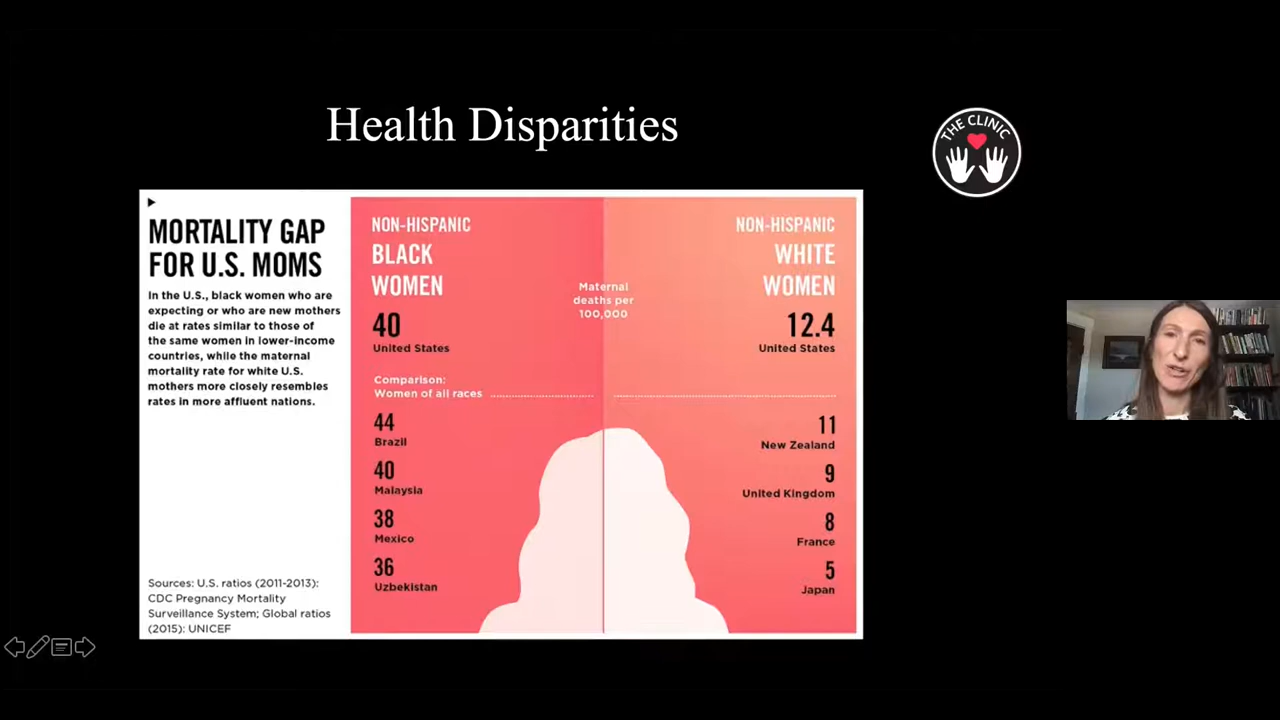 Health Disparities
THE CLINIC
MORTALITY GAP
FOR U.S. MOMS
In the U.S., black women who are
expecting or who are new mothers
die at rates similar to those of
the same women in lower-income
countries, while the maternal
mortality rate for white U.S.
mothers more closely resembles
rates in more affluent nations.
Sources: U.S. ratios (2011-2013):
CDC Pregnancy Mortality
Surveillance System; Global ratios
(2015): UNICEF
NON-HISPANIC
BLACK
WOMEN
40
United States
Maternal
deaths per
100,000
NON-HISPANIC
WHITE
WOMEN
12.4
United States
Comparison:
Women of all races
44
Brazil
40
Malaysia
38
Mexico
36
Uzbekistan
11
New Zealand
9
United Kingdom
8
France
5
Japan